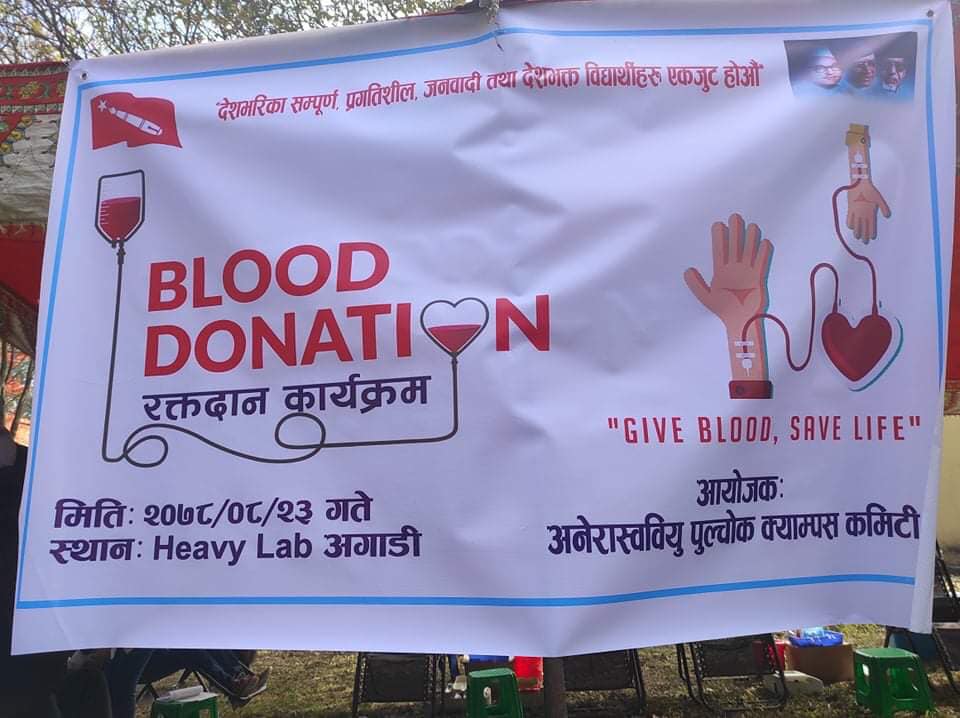 "देशभरिका सम्पूर्ण, प्रगतिशील, जनवादी तथा देशभक्त विद्यार्थीहरु एकजुट होऔं"
BLOOD
DONATION
रक्तदान कार्यक्रम
"GIVE BLOOD, SAVE LIFE"
मिति: २०७८/०८/२३ गते
स्थान: Heavy Lab अगाडी
आयोजक:
अनेरास्ववियु पुल्चोक क्याम्पस कमिटी